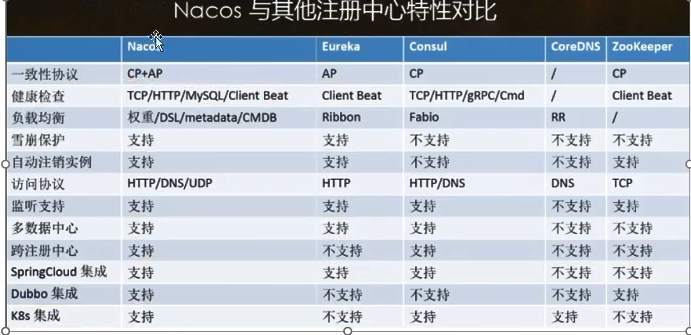 Nacos 与其他注册中心特性对比
Nacos Eureka Consul CoreDNS ZooKeeper
一致性协议 CP+AP AP CP / CP
健康检查 TCP/HTTP/MySQL/Client Beat Client Beat TCP/HTTP/gRPC/Cmd / Client Beat
负载均衡 权重/DSL/metadata/CMDB Ribbon Fabio RR /
雪崩保护 支持 支持 不支持 不支持 不支持
自动注销实例 支持 支持 不支持 不支持 支持
访问协议 HTTP/DNS/UDP HTTP HTTP/DNS DNS TCP
监听支持 支持 支持 支持 不支持 支持
多数据中心 支持 支持 支持 不支持 不支持
跨注册中心 支持 不支持 支持 不支持 不支持
SpringCloud 集成 支持 支持 支持 不支持 不支持
Dubbo 集成 支持 不支持 不支持 不支持 支持
K8s 集成 支持 不支持 支持 支持 不支持